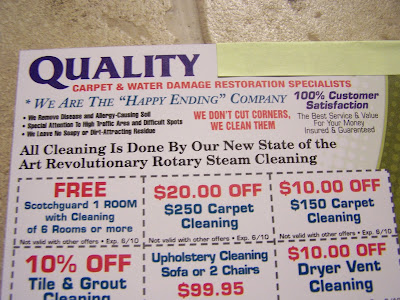 QUALITY
CARPET & WATER DAMAGE RESTORATION SPECIALISTS
* WE ARE THE "HAPPY ENDING" COMPANY
• We Remove Disease and Allergy-Causing Soil
• Special Attention To High Traffic Area and Difficult Spots
• We Leave No Soapy or Dirt-Attracting Residue
WE DON'T CUT CORNERS,
WE CLEAN THEM
100% Customer
Satisfaction
The Best Service & Value
For Your Money
Insured & Guaranteed
All Cleaning Is Done By Our New State of the
Art Revolutionary Rotary Steam Cleaning
FREE
Scotchguard 1 ROOM
with Cleaning
of 6 Rooms or more
Not valid with other offers • Exp. 6/10
$20.00 OFF
$250 Carpet
Cleaning
Not valid with other offers • Exp. 6/10
$10.00 OFF
$150 Carpet
Cleaning
Not valid with other offers • Exp. 6/10
10% OFF
Tile & Grout
Cleaning
Upholstery Cleaning
Sofa or 2 Chairs
$99.95
$10.00 OFF
Dryer Vent
Cleaning